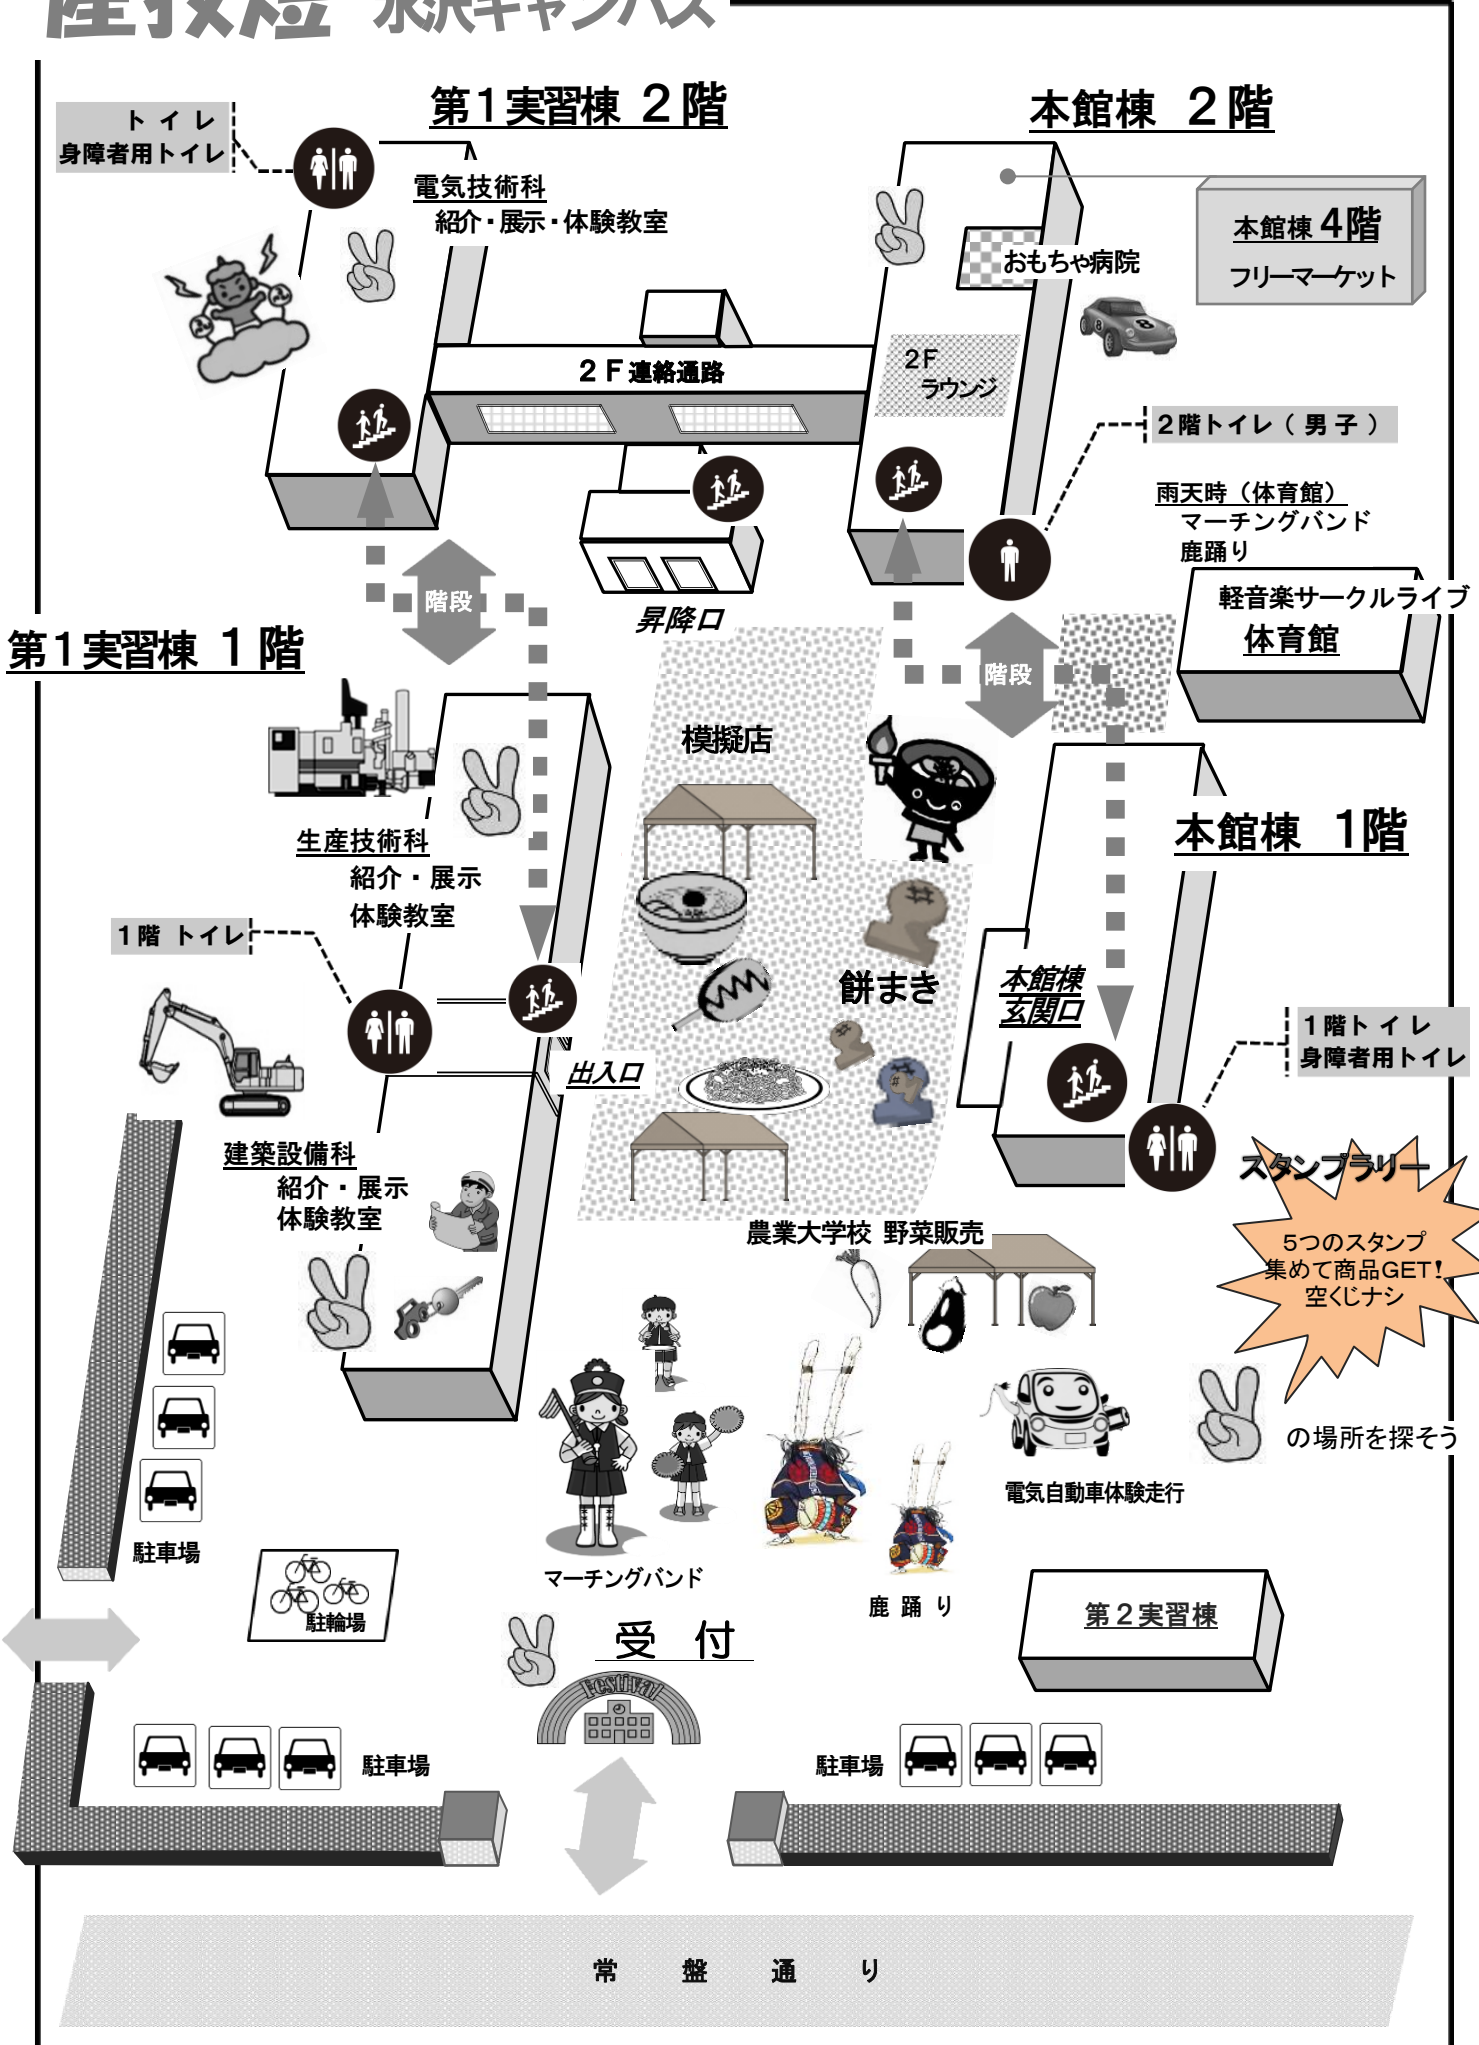 産技短 水沢キャンパス
第1実習棟 2階
本館棟 2階
トイレ
身障者用トイレ
電気技術科
紹介・展示・体験教室
本館棟4階
フリーマーケット
おもちゃ病院
2F連絡通路
2F
ラウンジ
2階トイレ(男子)
雨天時(体育館)
マーチングバンド
鹿踊り
軽音楽サークルライブ
体育館
階段
昇降口
第1実習棟 1階
階段
模擬店
本館棟 1階
生産技術科
紹介・展示
体験教室
1階 トイレ
餅まき
本館棟
玄関口
1階トイレ
身障者用トイレ
出入口
建築設備科
紹介・展示
体験教室
スタンプラリー
5つのスタンプ
集めて商品GET!
空くじナシ
農業大学校 野菜販売
8
8
の場所を探そう
電気自動車体験走行
駐車場
マーチングバンド
鹿踊り
駐輪場
受付
第2実習棟
Festival
駐車場
駐車場
常盤通り